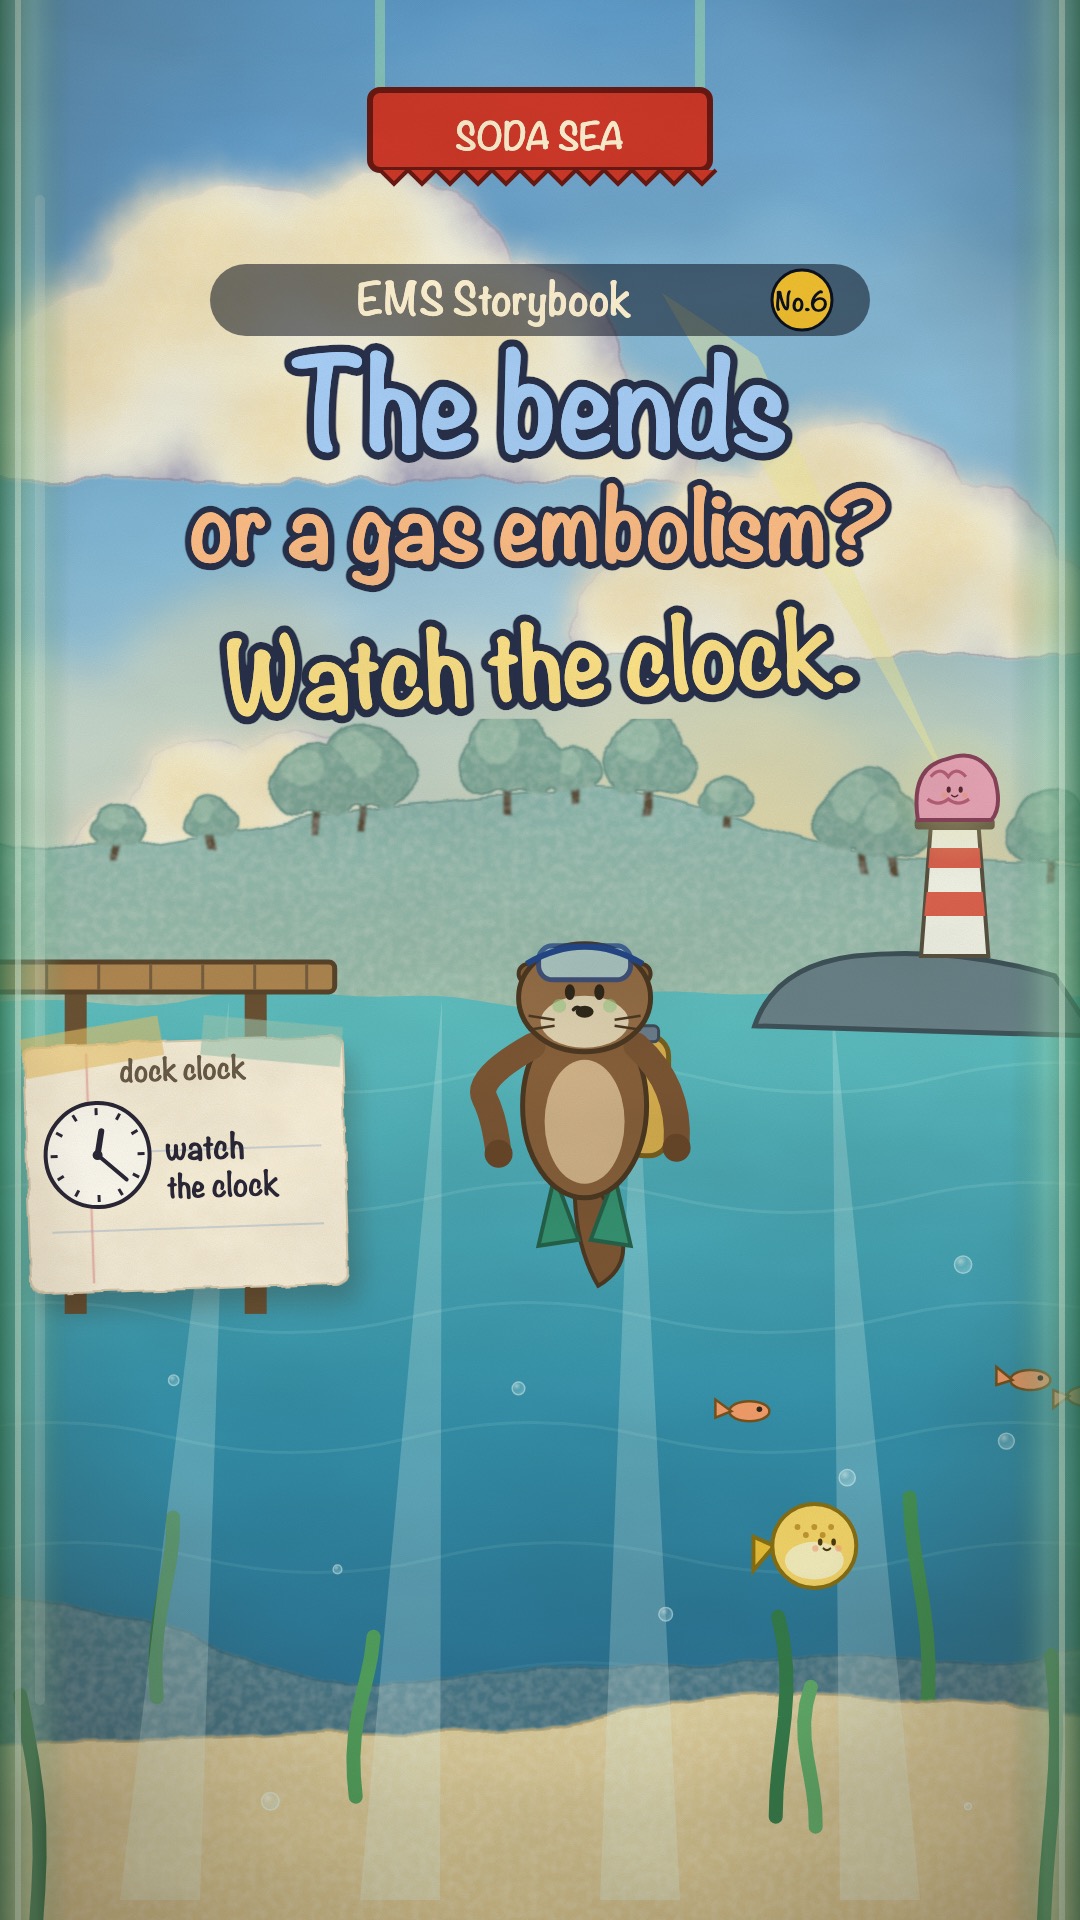 SODA SEA
EMS Storybook
No.6
The bends
or a gas embolism?
Watch the clock.
dock clock
watch
the clock